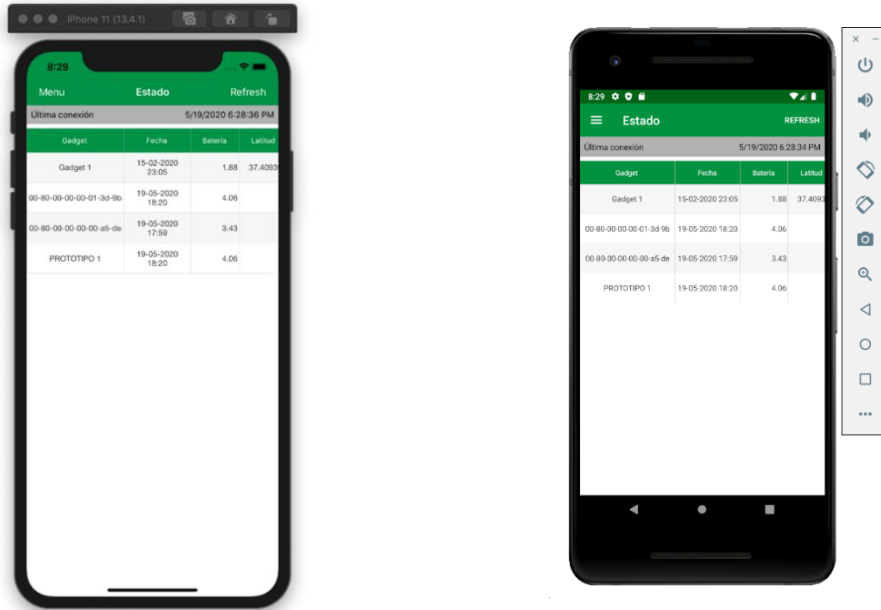 iPhone 11 (13.4.1)
8:29
Menu Estado Refresh
Última conexión 5/19/2020 6:28:36 PM
Gadget Fecha Batería Latitud
Gadget 1 15-02-2020 23:05 1.88 37.4093
00-80-00-00-00-01-3d-9b 19-05-2020 18:20 4.06
00-80-00-00-00-00-a5-de 19-05-2020 17:59 3.43
PROTOTIPO 1 19-05-2020 18:20 4.06
8:29
Estado REFRESH
Última conexión 5/19/2020 6:28:34 PM
Gadget Fecha Batería Latitud
Gadget 1 15-02-2020 23:05 1.88 37.4093
00-80-00-00-00-01-3d-9b 19-05-2020 18:20 4.06
00-80-00-00-00-00-a5-de 19-05-2020 17:59 3.43
PROTOTIPO 1 19-05-2020 18:20 4.06